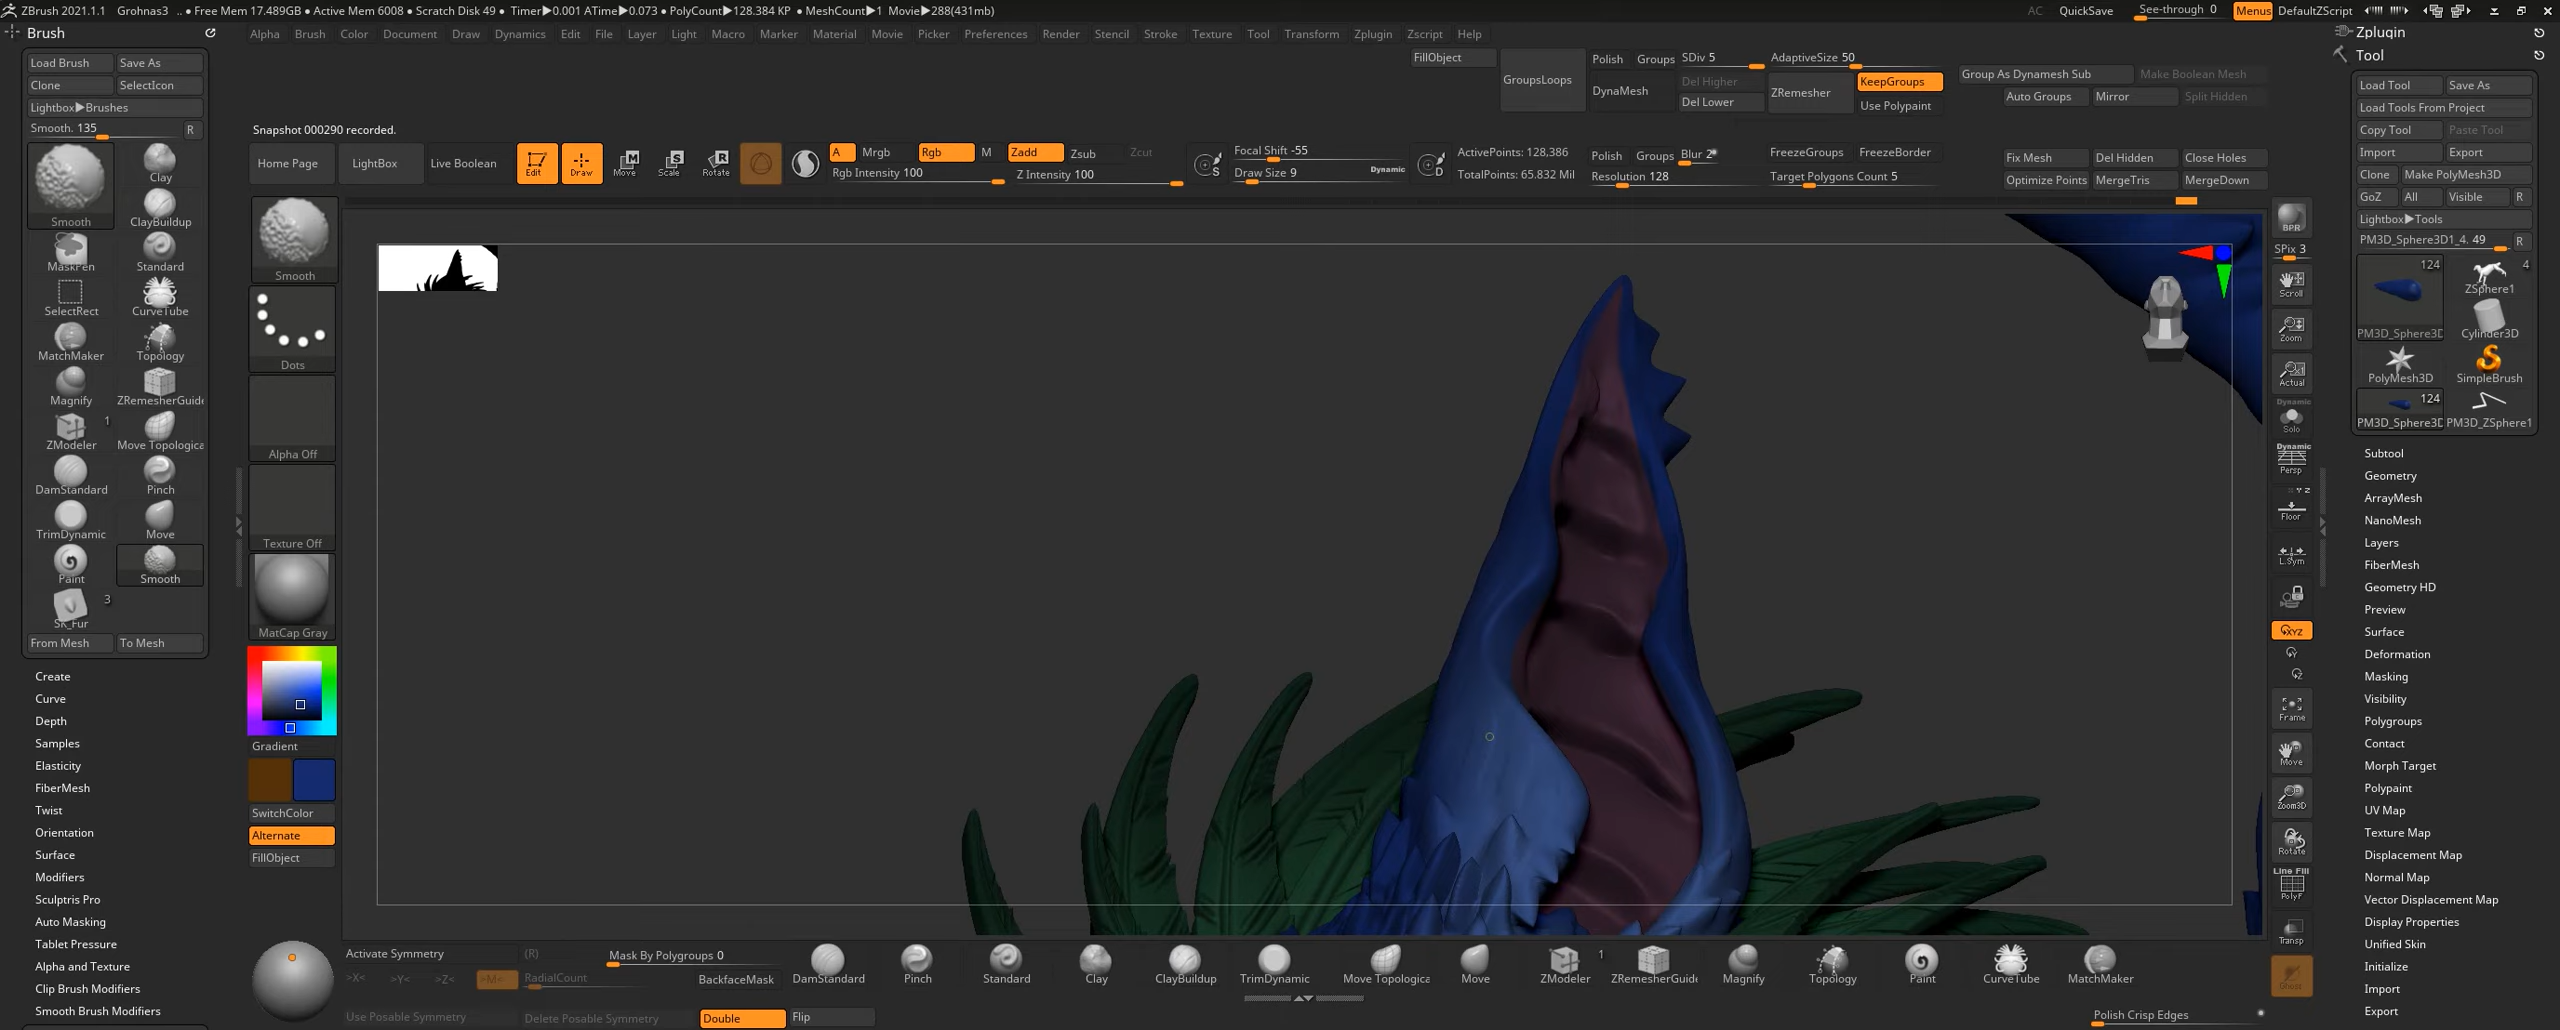 ZBrush 2021.1.1 Grohnas3 .. • Free Mem 17.489GB • Active Mem 6008 • Scratch Disk 49 • Timer▶0.001 ATime▶0.073 • PolyCount▶128.384 KP • MeshCount▶1 Movie▶288(431mb)
AC QuickSave See-through 0 Menus DefaultZScript
Brush
Alpha Brush Color Document Draw Dynamics Edit File Layer Light Macro Marker Material Movie Picker Preferences Render Stencil Stroke Texture Tool Transform Zplugin Zscript Help
Zplugin
Tool
Load Brush Save As
Clone SelectIcon
Lightbox▶Brushes
Smooth. 135 R
Smooth Clay
ClayBuildup
MaskPen Standard
SelectRect CurveTube
MatchMaker Topology
Magnify ZRemesherGuide
1
ZModeler Move Topologica
DamStandard Pinch
TrimDynamic Move
Paint Smooth
3
SK_Fur
From Mesh To Mesh
Create
Curve
Depth
Samples
Elasticity
FiberMesh
Twist
Orientation
Surface
Modifiers
Sculptris Pro
Auto Masking
Tablet Pressure
Alpha and Texture
Clip Brush Modifiers
Smooth Brush Modifiers
FillObject GroupsLoops Polish Groups SDiv 5 AdaptiveSize 50
DynaMesh Del Higher ZRemesher KeepGroups
Del Lower Use Polypaint
Group As Dynamesh Sub Make Boolean Mesh
Auto Groups Mirror Split Hidden
Snapshot 000290 recorded.
Home Page LightBox Live Boolean Edit Draw Move Scale Rotate
A Mrgb Rgb M Zadd Zsub Zcut
Rgb Intensity 100 Z Intensity 100
S Focal Shift -55
Draw Size 9 Dynamic D
ActivePoints: 128,386
TotalPoints: 65.832 Mil
Polish Groups Blur 2 FreezeGroups FreezeBorder
Resolution 128 Target Polygons Count 5
Fix Mesh Del Hidden Close Holes
Optimize Points MergeTris MergeDown
Smooth
Dots
Alpha Off
Texture Off
MatCap Gray
Gradient
SwitchColor
Alternate
FillObject
BPR
SPix 3
Scroll
Zoom
Actual
Dynamic
Solo
Dynamic
Persp
Floor
L.Sym
XYZ
Y
Z
Frame
Move
Zoom3D
Rotate
Line Fill
PolyF
Transp
Ghost
Load Tool Save As
Load Tools From Project
Copy Tool Paste Tool
Import Export
Clone Make PolyMesh3D
GoZ All Visible R
Lightbox▶Tools
PM3D_Sphere3D1_4. 49 R
124 4
ZSphere1
PM3D_Sphere3D Cylinder3D
PolyMesh3D SimpleBrush
124
PM3D_Sphere3D PM3D_ZSphere1
Subtool
Geometry
ArrayMesh
NanoMesh
Layers
FiberMesh
Geometry HD
Preview
Surface
Deformation
Masking
Visibility
Polygroups
Contact
Morph Target
Polypaint
UV Map
Texture Map
Displacement Map
Normal Map
Vector Displacement Map
Display Properties
Unified Skin
Initialize
Import
Export
Activate Symmetry (R) Mask By Polygroups 0
>X< >Y< >Z< >M< RadialCount BackfaceMask
DamStandard Pinch Standard Clay ClayBuildup TrimDynamic Move Topologica Move ZModeler 1 ZRemesherGuide Magnify Topology Paint CurveTube MatchMaker
Use Posable Symmetry Delete Posable Symmetry Double Flip
Polish Crisp Edges